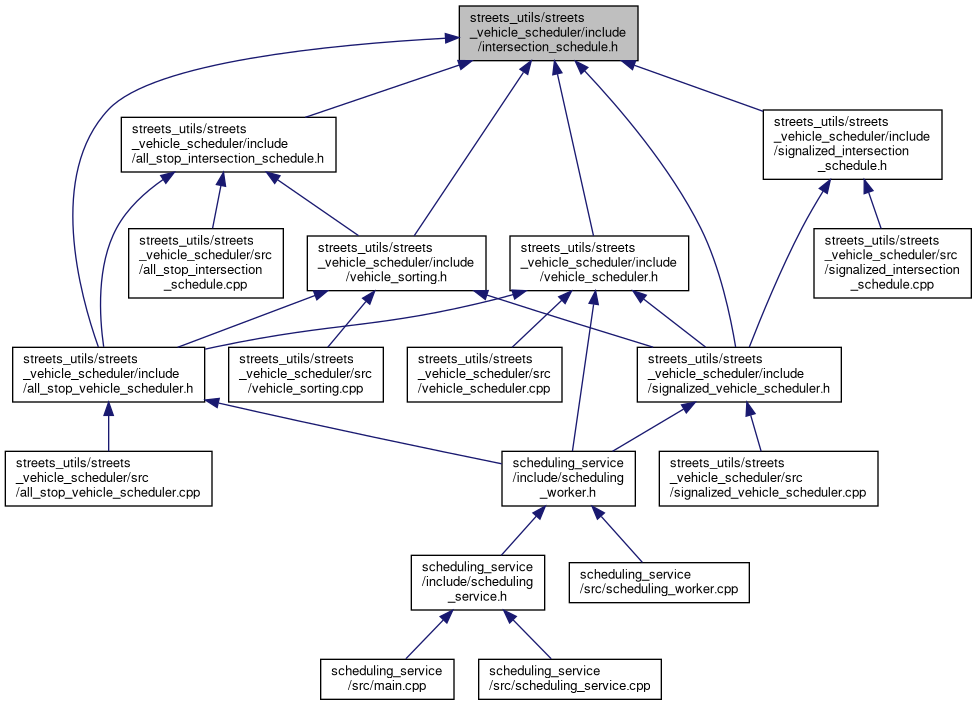 streets_utils/streets
_vehicle_scheduler/include
/intersection_schedule.h
streets_utils/streets
_vehicle_scheduler/include
/all_stop_intersection_schedule.h
streets_utils/streets
_vehicle_scheduler/include
/signalized_intersection
_schedule.h
streets_utils/streets
_vehicle_scheduler/src
/all_stop_intersection
_schedule.cpp
streets_utils/streets
_vehicle_scheduler/include
/vehicle_sorting.h
streets_utils/streets
_vehicle_scheduler/include
/vehicle_scheduler.h
streets_utils/streets
_vehicle_scheduler/src
/signalized_intersection
_schedule.cpp
streets_utils/streets
_vehicle_scheduler/include
/all_stop_vehicle_scheduler.h
streets_utils/streets
_vehicle_scheduler/src
/vehicle_sorting.cpp
streets_utils/streets
_vehicle_scheduler/src
/vehicle_scheduler.cpp
streets_utils/streets
_vehicle_scheduler/include
/signalized_vehicle_scheduler.h
streets_utils/streets
_vehicle_scheduler/src
/all_stop_vehicle_scheduler.cpp
scheduling_service
/include/scheduling
_worker.h
streets_utils/streets
_vehicle_scheduler/src
/signalized_vehicle_scheduler.cpp
scheduling_service
/include/scheduling
_service.h
scheduling_service
/src/scheduling_worker.cpp
scheduling_service
/src/main.cpp
scheduling_service
/src/scheduling_service.cpp